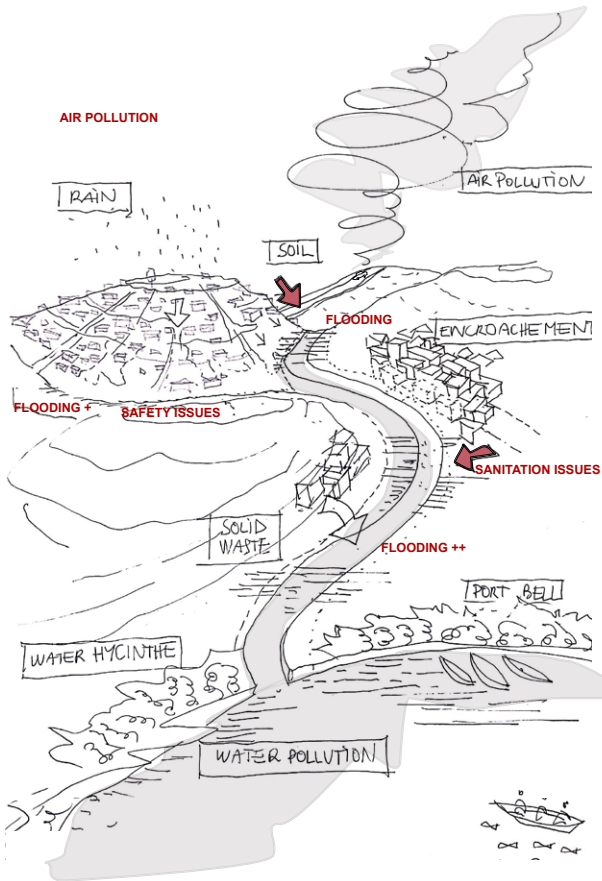 AIR POLLUTION
AIR POLLUTION
RAIN
SOIL
FLOODING
ENCROACHEMENT
FLOODING +
SAFETY ISSUES
SANITATION ISSUES
SOLID
WASTE
FLOODING ++
PORT BELL
WATER HYCINTHE
WATER POLLUTION